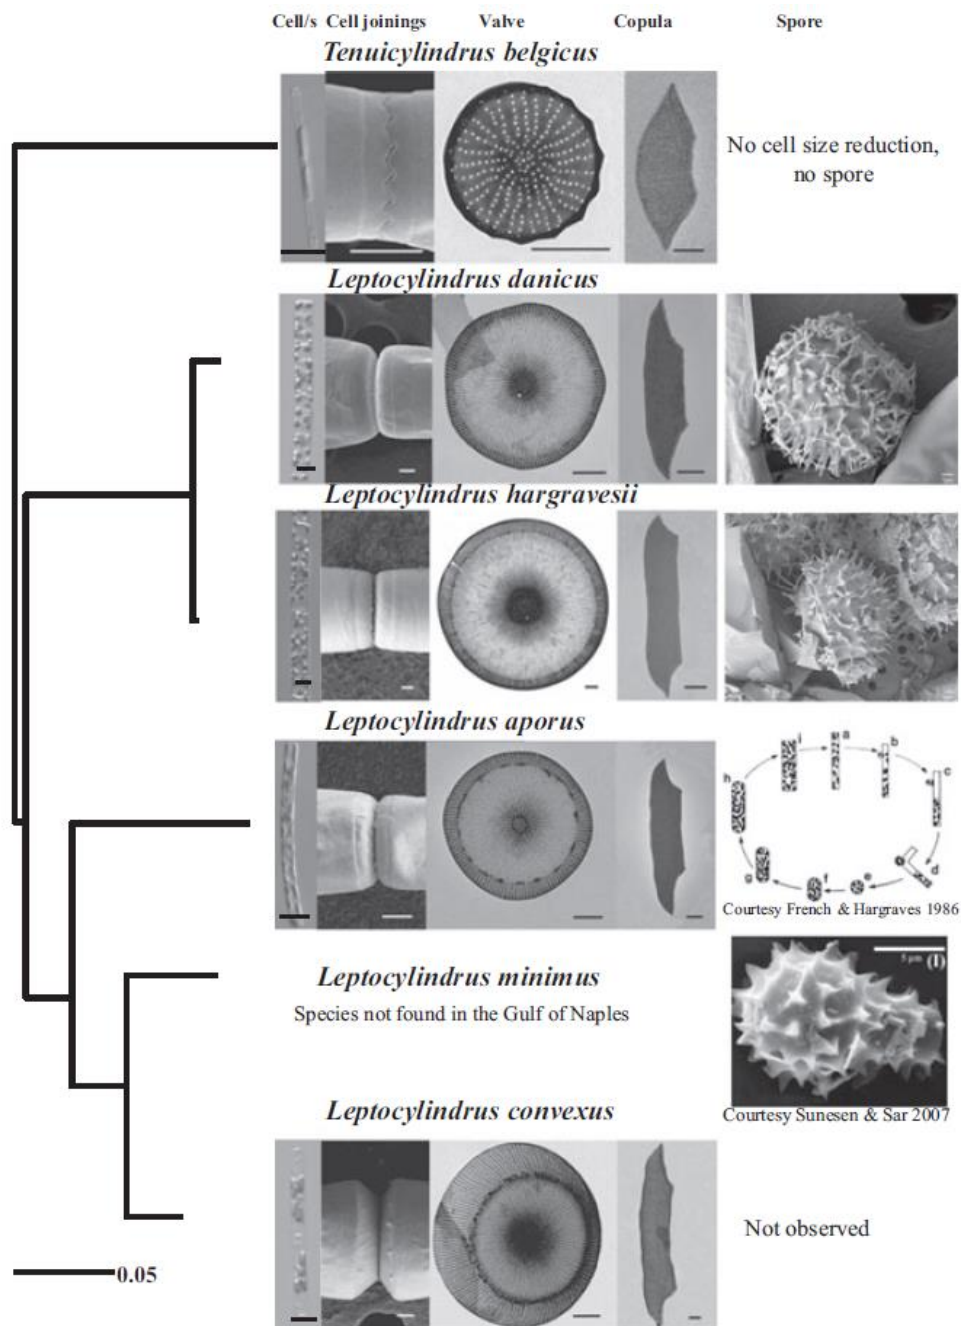 Cell/s Cell joinings Valve Copula Spore
Tenuicylindrus belgicus
No cell size reduction,
no spore
Leptocylindrus danicus
Leptocylindrus hargravesii
Leptocylindrus aporus
i a b
h c
g f e d
Courtesy French & Hargraves 1986
Leptocylindrus minimus
Species not found in the Gulf of Naples
5 µm (I)
Courtesy Sunesen & Sar 2007
Leptocylindrus convexus
Not observed
0.05